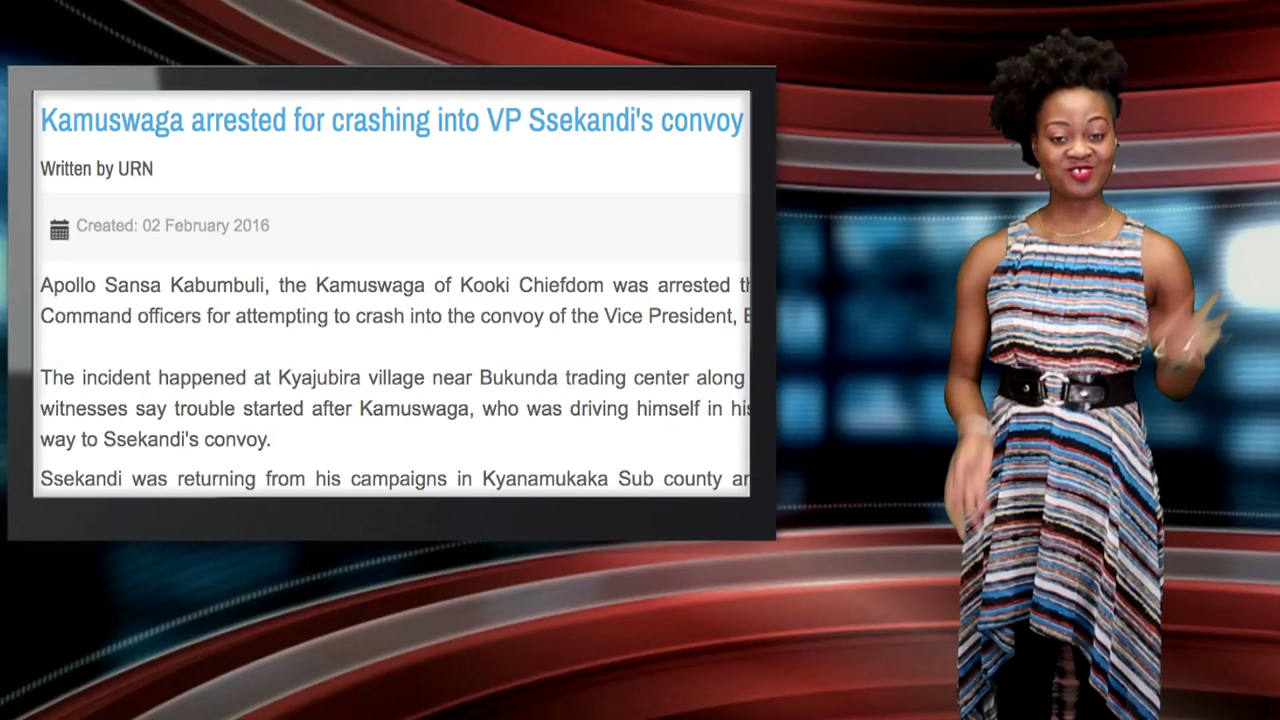 Kamuswaga arrested for crashing into VP Ssekandi's convoy
Written by URN
Created: 02 February 2016
Apollo Sansa Kabumbuli, the Kamuswaga of Kooki Chiefdom was arrested
Command officers for attempting to crash into the convoy of the Vice President,
The incident happened at Kyajubira village near Bukunda trading center along
witnesses say trouble started after Kamuswaga, who was driving himself in
way to Ssekandi's convoy.
Ssekandi was returning from his campaigns in Kyanamukaka Sub county